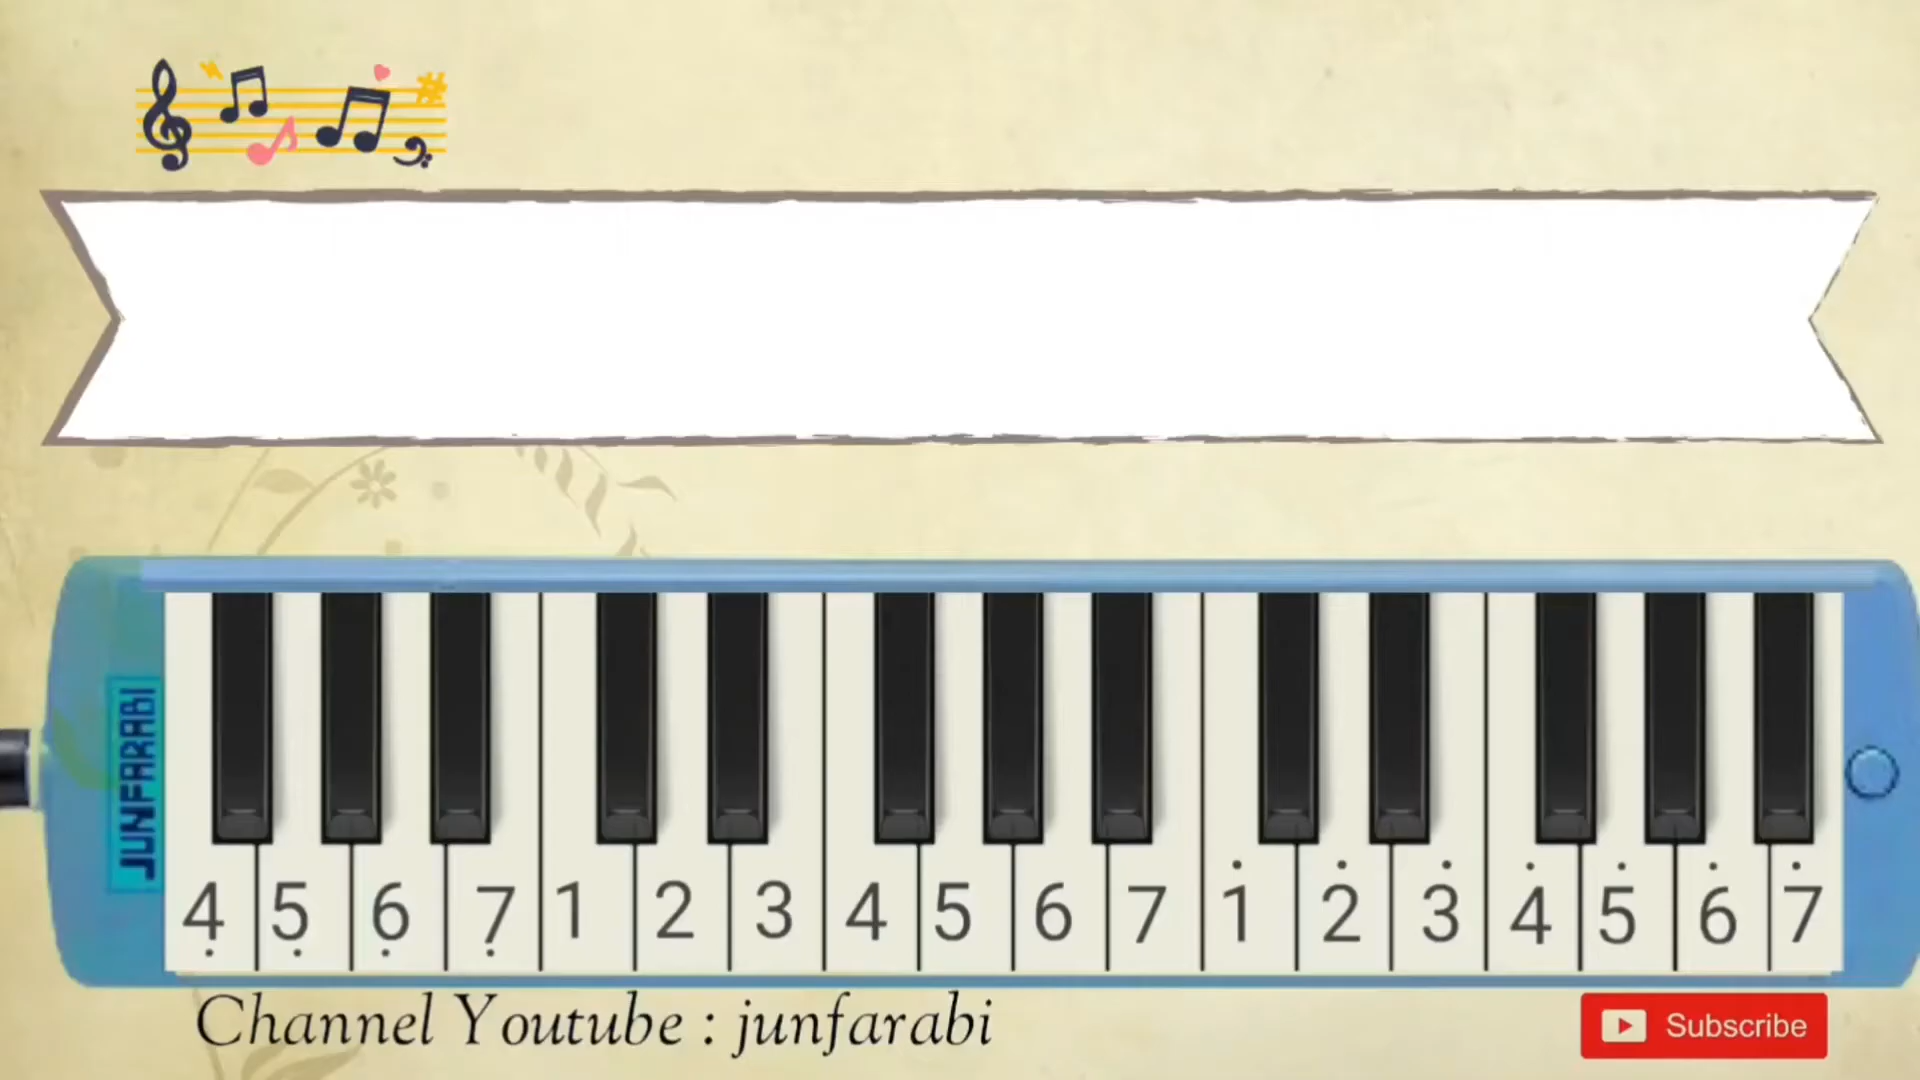 JUNFARABI
4̣ 5̣ 6̣ 7̣ 1 2 3 4 5 6 7 1̇ 2̇ 3̇ 4̇ 5̇ 6̇ 7̇
Channel Youtube : junfarabi
Subscribe